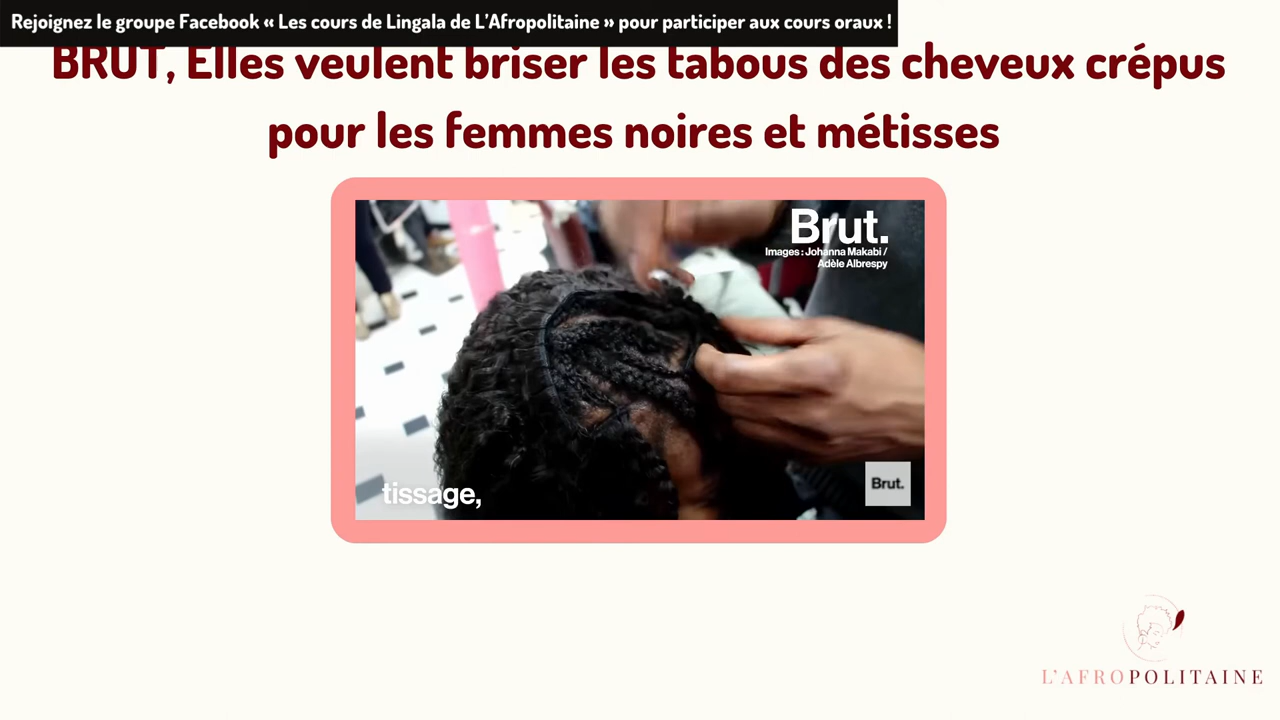 Rejoignez le groupe Facebook « Les cours de Lingala de L'Afropolitaine » pour participer aux cours oraux !
BRUT, Elles veulent briser les tabous des cheveux crépus
pour les femmes noires et métisses
Brut.
Images : Johanna Makabi /
Adèle Albrespy
tissage,
Brut.
L'AFROPOLITAINE